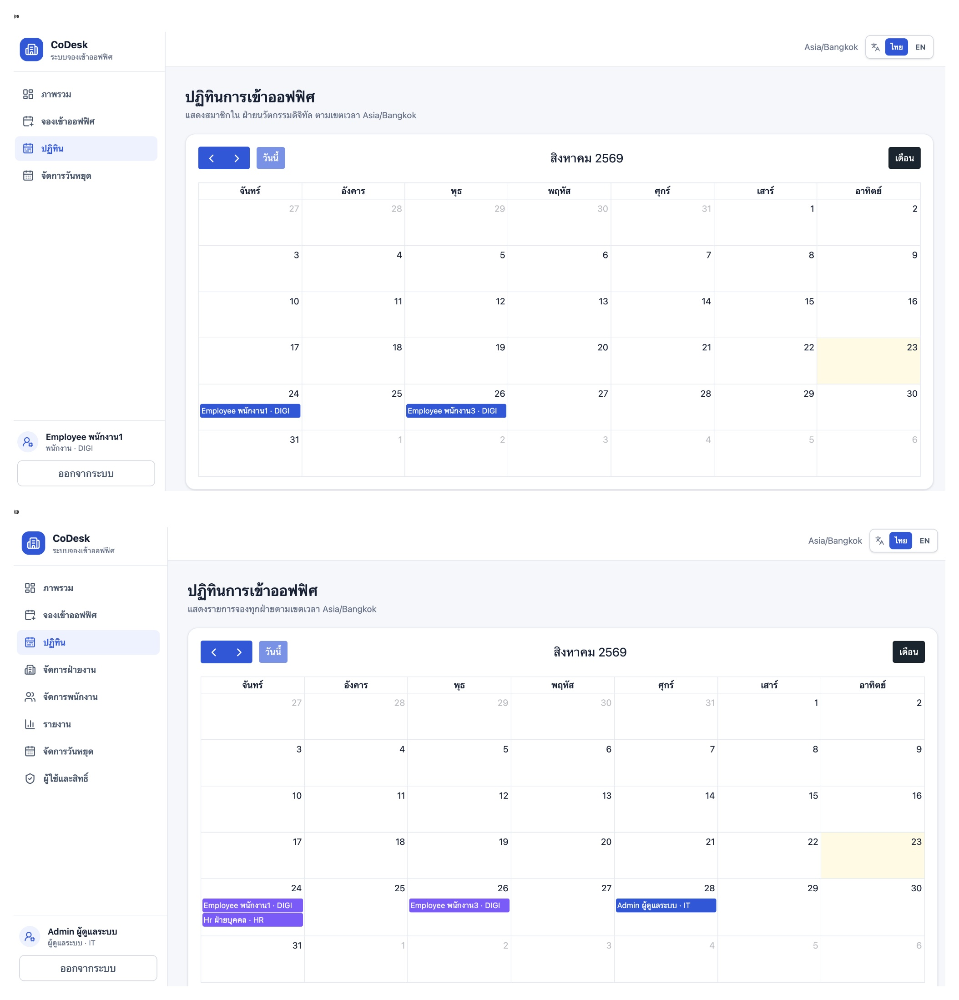 CoDesk
ระบบจองเข้าออฟฟิศ
Asia/Bangkok ไทย EN
ภาพรวม
จองเข้าออฟฟิศ
ปฏิทิน
จัดการวันหยุด
ปฏิทินการเข้าออฟฟิศ
แสดงสมาชิกใน ฝ่ายนวัตกรรมดิจิทัล ตามเขตเวลา Asia/Bangkok
วันนี้ สิงหาคม 2569 เดือน
จันทร์ อังคาร พุธ พฤหัส ศุกร์ เสาร์ อาทิตย์
27 28 29 30 31 1 2
3 4 5 6 7 8 9
10 11 12 13 14 15 16
17 18 19 20 21 22 23
24 25 26 27 28 29 30
Employee พนักงาน1 · DIGI Employee พนักงาน3 · DIGI
31 1 2 3 4 5 6
Employee พนักงาน1
พนักงาน · DIGI
ออกจากระบบ
CoDesk
ระบบจองเข้าออฟฟิศ
Asia/Bangkok ไทย EN
ภาพรวม
จองเข้าออฟฟิศ
ปฏิทิน
จัดการฝ่ายงาน
จัดการพนักงาน
รายงาน
จัดการวันหยุด
ผู้ใช้และสิทธิ์
ปฏิทินการเข้าออฟฟิศ
แสดงรายการจองทุกฝ่ายตามเขตเวลา Asia/Bangkok
วันนี้ สิงหาคม 2569 เดือน
จันทร์ อังคาร พุธ พฤหัส ศุกร์ เสาร์ อาทิตย์
27 28 29 30 31 1 2
3 4 5 6 7 8 9
10 11 12 13 14 15 16
17 18 19 20 21 22 23
24 25 26 27 28 29 30
Employee พนักงาน1 · DIGI Employee พนักงาน3 · DIGI Admin ผู้ดูแลระบบ · IT
Hr ฝ่ายบุคคล · HR
31 1 2 3 4 5 6
Admin ผู้ดูแลระบบ
ผู้ดูแลระบบ · IT
ออกจากระบบ